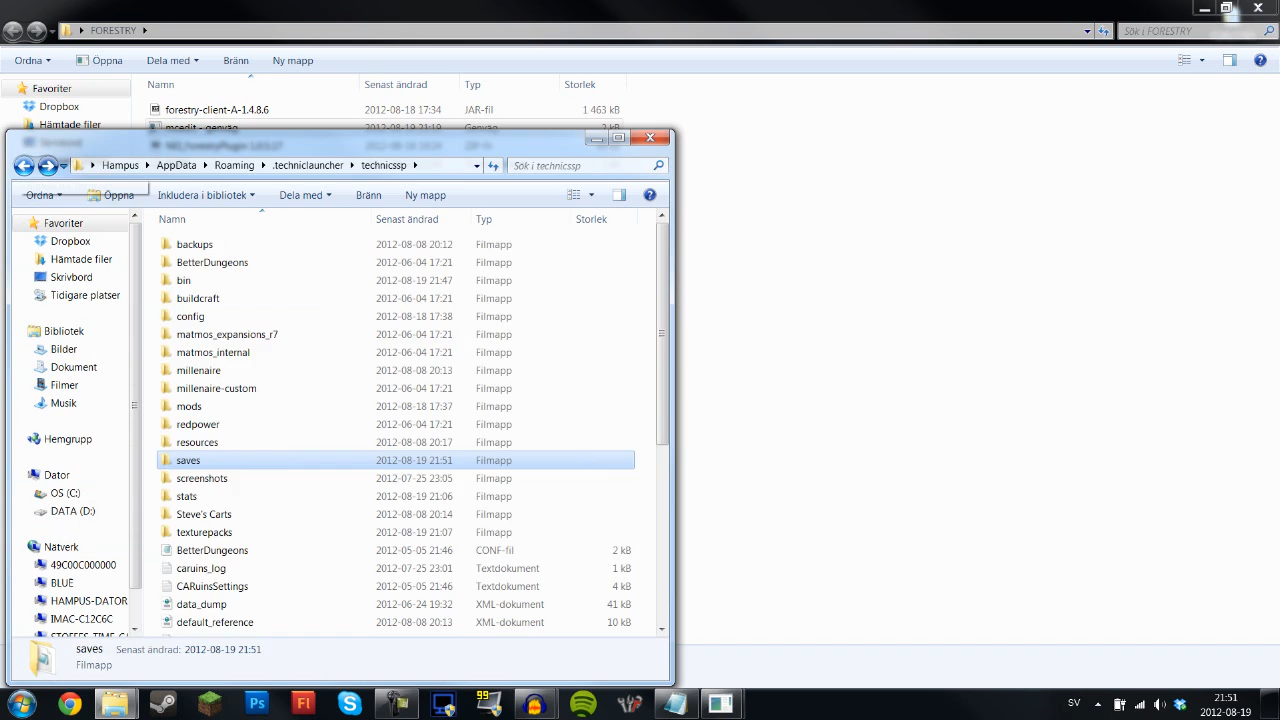 FORESTRY
Sök i FORESTRY
Ordna Öppna Dela med Bränn Ny mapp
Favoriter
Dropbox
Hämtade filer
Namn Senast ändrad Typ Storlek
forestry-client-A-1.4.8.6 2012-08-18 17:34 JAR-fil 1 463 kB
mcedit - genväg
Hampus AppData Roaming .techniclauncher technicssp
Sök i technicssp
Ordna Öppna Inkludera i bibliotek Dela med Bränn Ny mapp
Favoriter
Dropbox
Hämtade filer
Skrivbord
Tidigare platser
Bibliotek
Bilder
Dokument
Filmer
Musik
Hemgrupp
Dator
OS (C:)
DATA (D:)
Nätverk
49C00C000000
BLUE
HAMPUS-DATOR
IMAC-C12C6C
Namn Senast ändrad Typ Storlek
backups 2012-08-08 20:12 Filmapp
BetterDungeons 2012-06-04 17:21 Filmapp
bin 2012-08-19 21:47 Filmapp
buildcraft 2012-06-04 17:21 Filmapp
config 2012-08-18 17:38 Filmapp
matmos_expansions_r7 2012-06-04 17:21 Filmapp
matmos_internal 2012-06-04 17:21 Filmapp
millenaire 2012-08-08 20:13 Filmapp
millenaire-custom 2012-06-04 17:21 Filmapp
mods 2012-08-18 17:37 Filmapp
redpower 2012-06-04 17:21 Filmapp
resources 2012-08-08 20:17 Filmapp
saves 2012-08-19 21:51 Filmapp
screenshots 2012-07-25 23:05 Filmapp
stats 2012-08-19 21:06 Filmapp
Steve's Carts 2012-08-08 20:14 Filmapp
texturepacks 2012-08-19 21:07 Filmapp
BetterDungeons 2012-05-05 21:46 CONF-fil 2 kB
caruins_log 2012-07-25 23:01 Textdokument 1 kB
CARuinsSettings 2012-05-05 21:46 Textdokument 4 kB
data_dump 2012-06-24 19:32 XML-dokument 41 kB
default_reference 2012-08-08 20:13 XML-dokument 10 kB
saves Senast ändrad: 2012-08-19 21:51
Filmapp
Ps
Fl
99
SV
21:51
2012-08-19